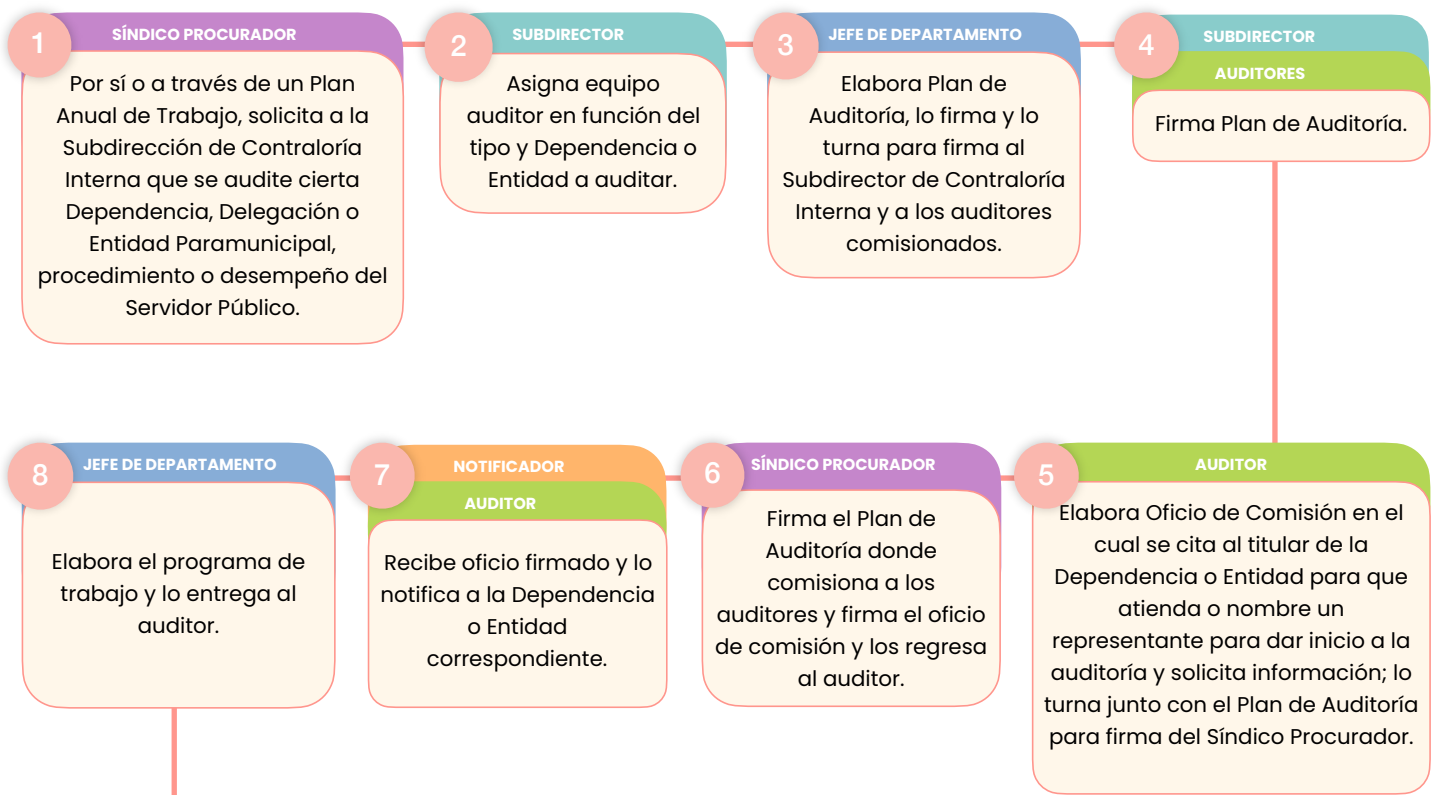 1
SÍNDICO PROCURADOR
Por sí o a través de un Plan
Anual de Trabajo, solicita a la
Subdirección de Contraloría
Interna que se audite cierta
Dependencia, Delegación o
Entidad Paramunicipal,
procedimiento o desempeño del
Servidor Público.
2
SUBDIRECTOR
Asigna equipo
auditor en función del
tipo y Dependencia o
Entidad a auditar.
3
JEFE DE DEPARTAMENTO
Elabora Plan de
Auditoría, lo firma y lo
turna para firma al
Subdirector de Contraloría
Interna y a los auditores
comisionados.
4
SUBDIRECTOR
AUDITORES
Firma Plan de Auditoría.
5
AUDITOR
Elabora Oficio de Comisión en el
cual se cita al titular de la
Dependencia o Entidad para que
atienda o nombre un
representante para dar inicio a la
auditoría y solicita información; lo
turna junto con el Plan de Auditoría
para firma del Síndico Procurador.
6
SÍNDICO PROCURADOR
Firma el Plan de
Auditoría donde
comisiona a los
auditores y firma el oficio
de comisión y los regresa
al auditor.
7
NOTIFICADOR
AUDITOR
Recibe oficio firmado y lo
notifica a la Dependencia
o Entidad
correspondiente.
8
JEFE DE DEPARTAMENTO
Elabora el programa de
trabajo y lo entrega al
auditor.